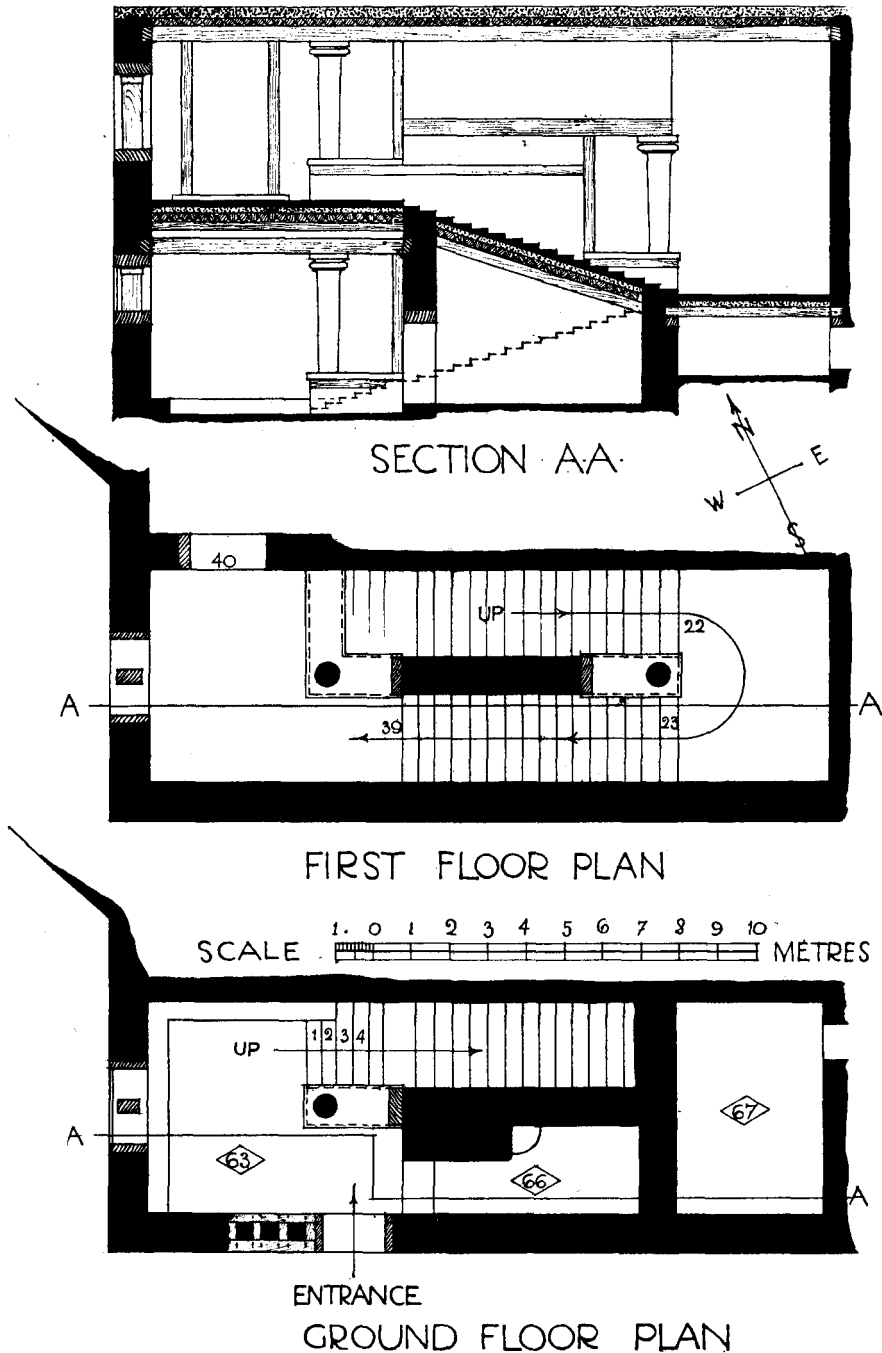 SECTION A.A.
N
E
W
S
40
UP
22
A
A
39
23
FIRST FLOOR PLAN
1. 0 1 2 3 4 5 6 7 8 9 10
SCALE
METRES
UP
1 2 3 4
A
63
67
66
A
ENTRANCE
GROUND FLOOR PLAN